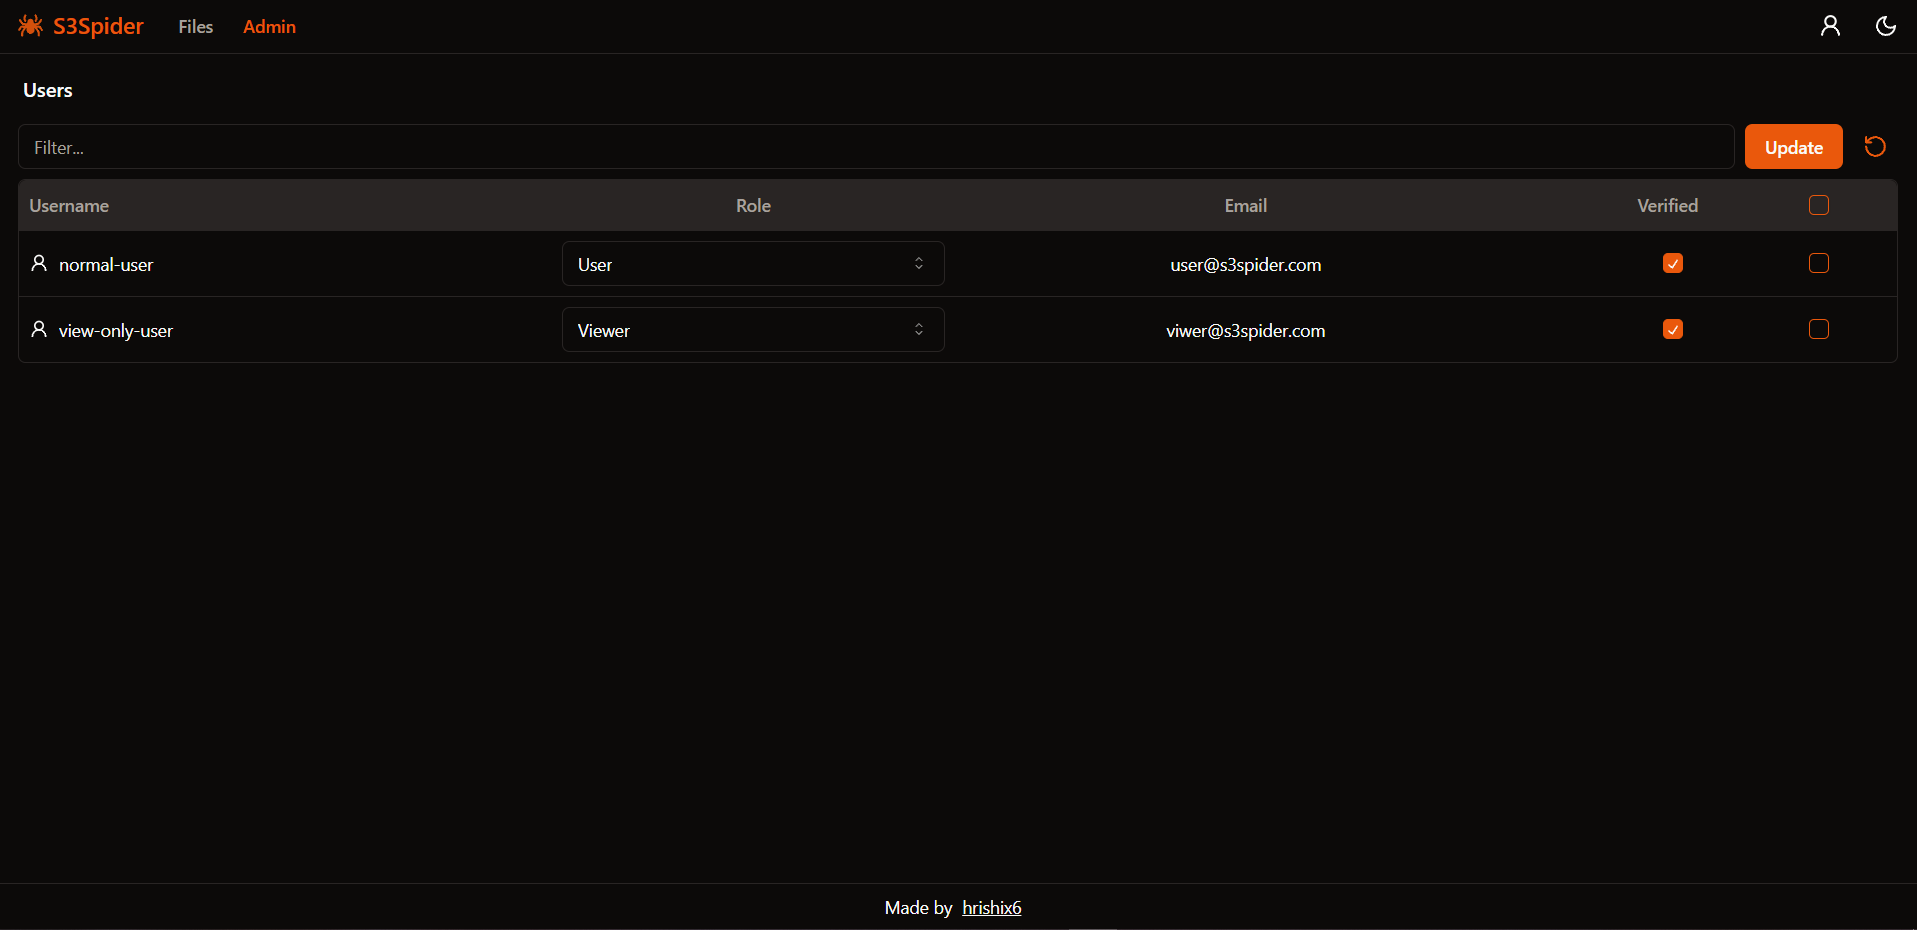 S3Spider Files Admin
Users
Filter...
Update
Username Role Email Verified
normal-user User user@s3spider.com
view-only-user Viewer viwer@s3spider.com
Made by hrishix6